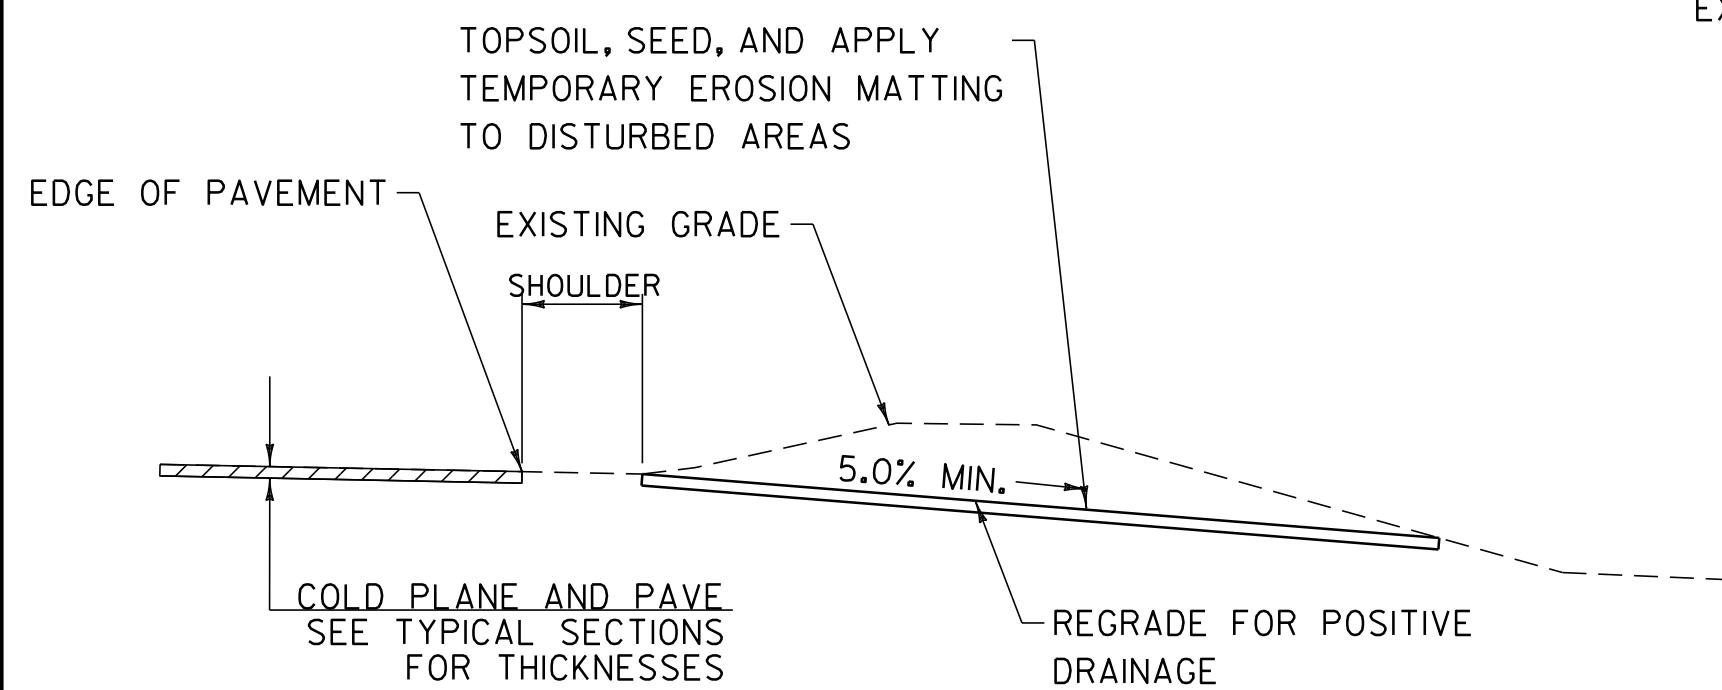 TOPSOIL, SEED, AND APPLY
TEMPORARY EROSION MATTING
TO DISTURBED AREAS
EDGE OF PAVEMENT
EXISTING GRADE
SHOULDER
5.0% MIN.
COLD PLANE AND PAVE
SEE TYPICAL SECTIONS
FOR THICKNESSES
REGRADE FOR POSITIVE
DRAINAGE